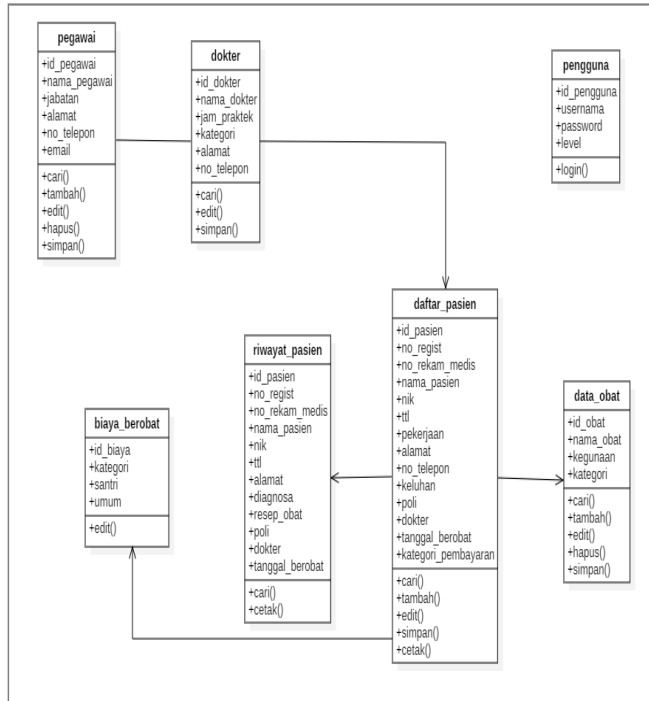 pegawai
+id_pegawai
+nama_pegawai
+jabatan
+alamat
+no_telepon
+email
+cari()
+tambah()
+edit()
+hapus()
+simpan()
dokter
+id_dokter
+nama_dokter
+jam_praktek
+kategori
+alamat
+no_telepon
+cari()
+edit()
+simpan()
pengguna
+id_pengguna
+usernama
+password
+level
+login()
daftar_pasien
+id_pasien
+no_regist
+no_rekam_medis
+nama_pasien
+nik
+ttl
+pekerjaan
+alamat
+no_telepon
+keluhan
+poli
+dokter
+tanggal_berobat
+kategori_pembayaran
+cari()
+tambah()
+edit()
+simpan()
+cetak()
riwayat_pasien
+id_pasien
+no_regist
+no_rekam_medis
+nama_pasien
+nik
+ttl
+alamat
+diagnosa
+resep_obat
+poli
+dokter
+tanggal_berobat
+cari()
+cetak()
data_obat
+id_obat
+nama_obat
+kegunaan
+kategori
+cari()
+tambah()
+edit()
+hapus()
+simpan()
biaya_berobat
+id_biaya
+kategori
+santri
+umum
+edit()